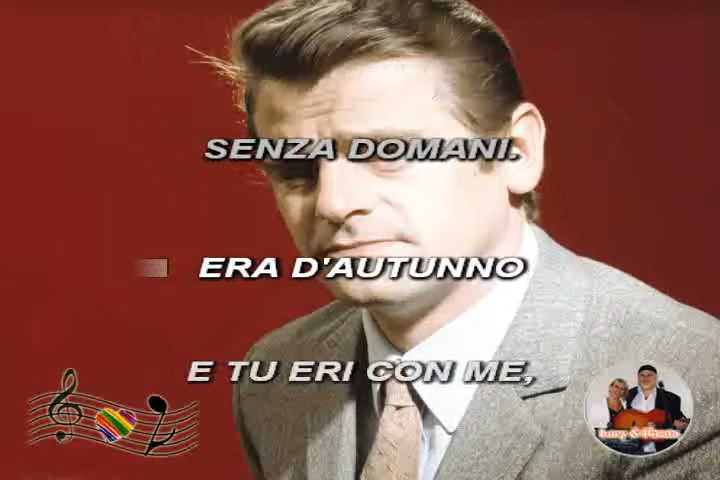 SENZA DOMANI.
ERA D'AUTUNNO
E TU ERI CON ME,